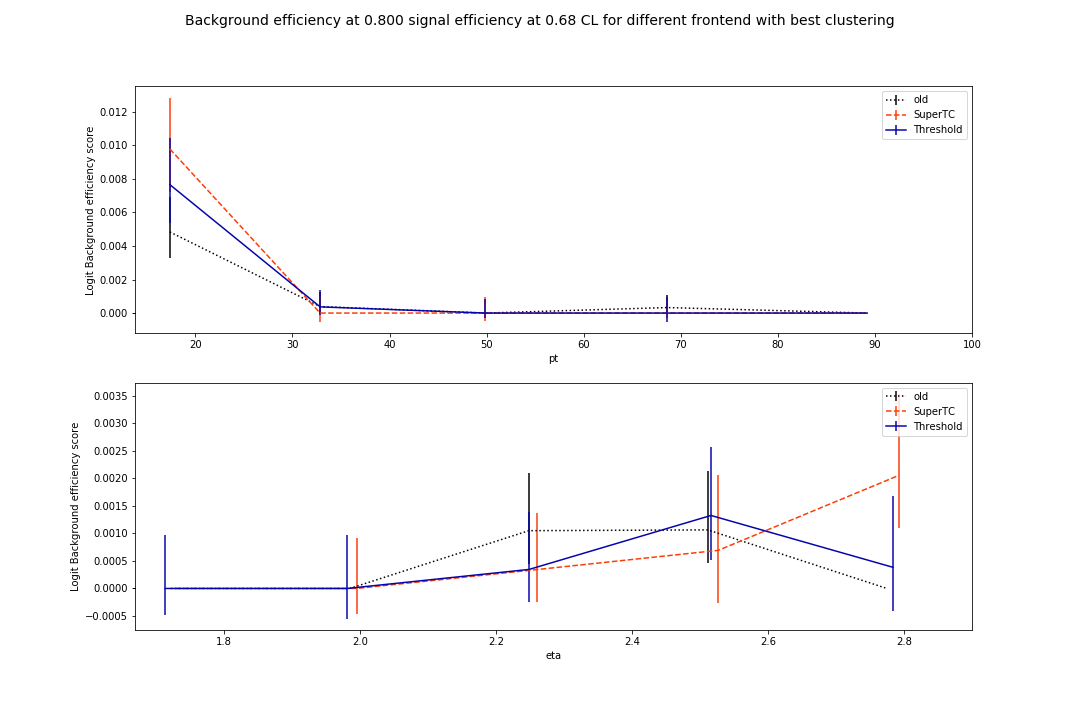 Background efficiency at 0.800 signal efficiency at 0.68 CL for different frontend with best clustering
Logit Background efficiency score
0.012
0.010
0.008
0.006
0.004
0.002
0.000
old
SuperTC
Threshold
20 30 40 50 60 70 80 90 100
pt
Logit Background efficiency score
0.0035
0.0030
0.0025
0.0020
0.0015
0.0010
0.0005
0.0000
−0.0005
old
SuperTC
Threshold
1.8 2.0 2.2 2.4 2.6 2.8
eta